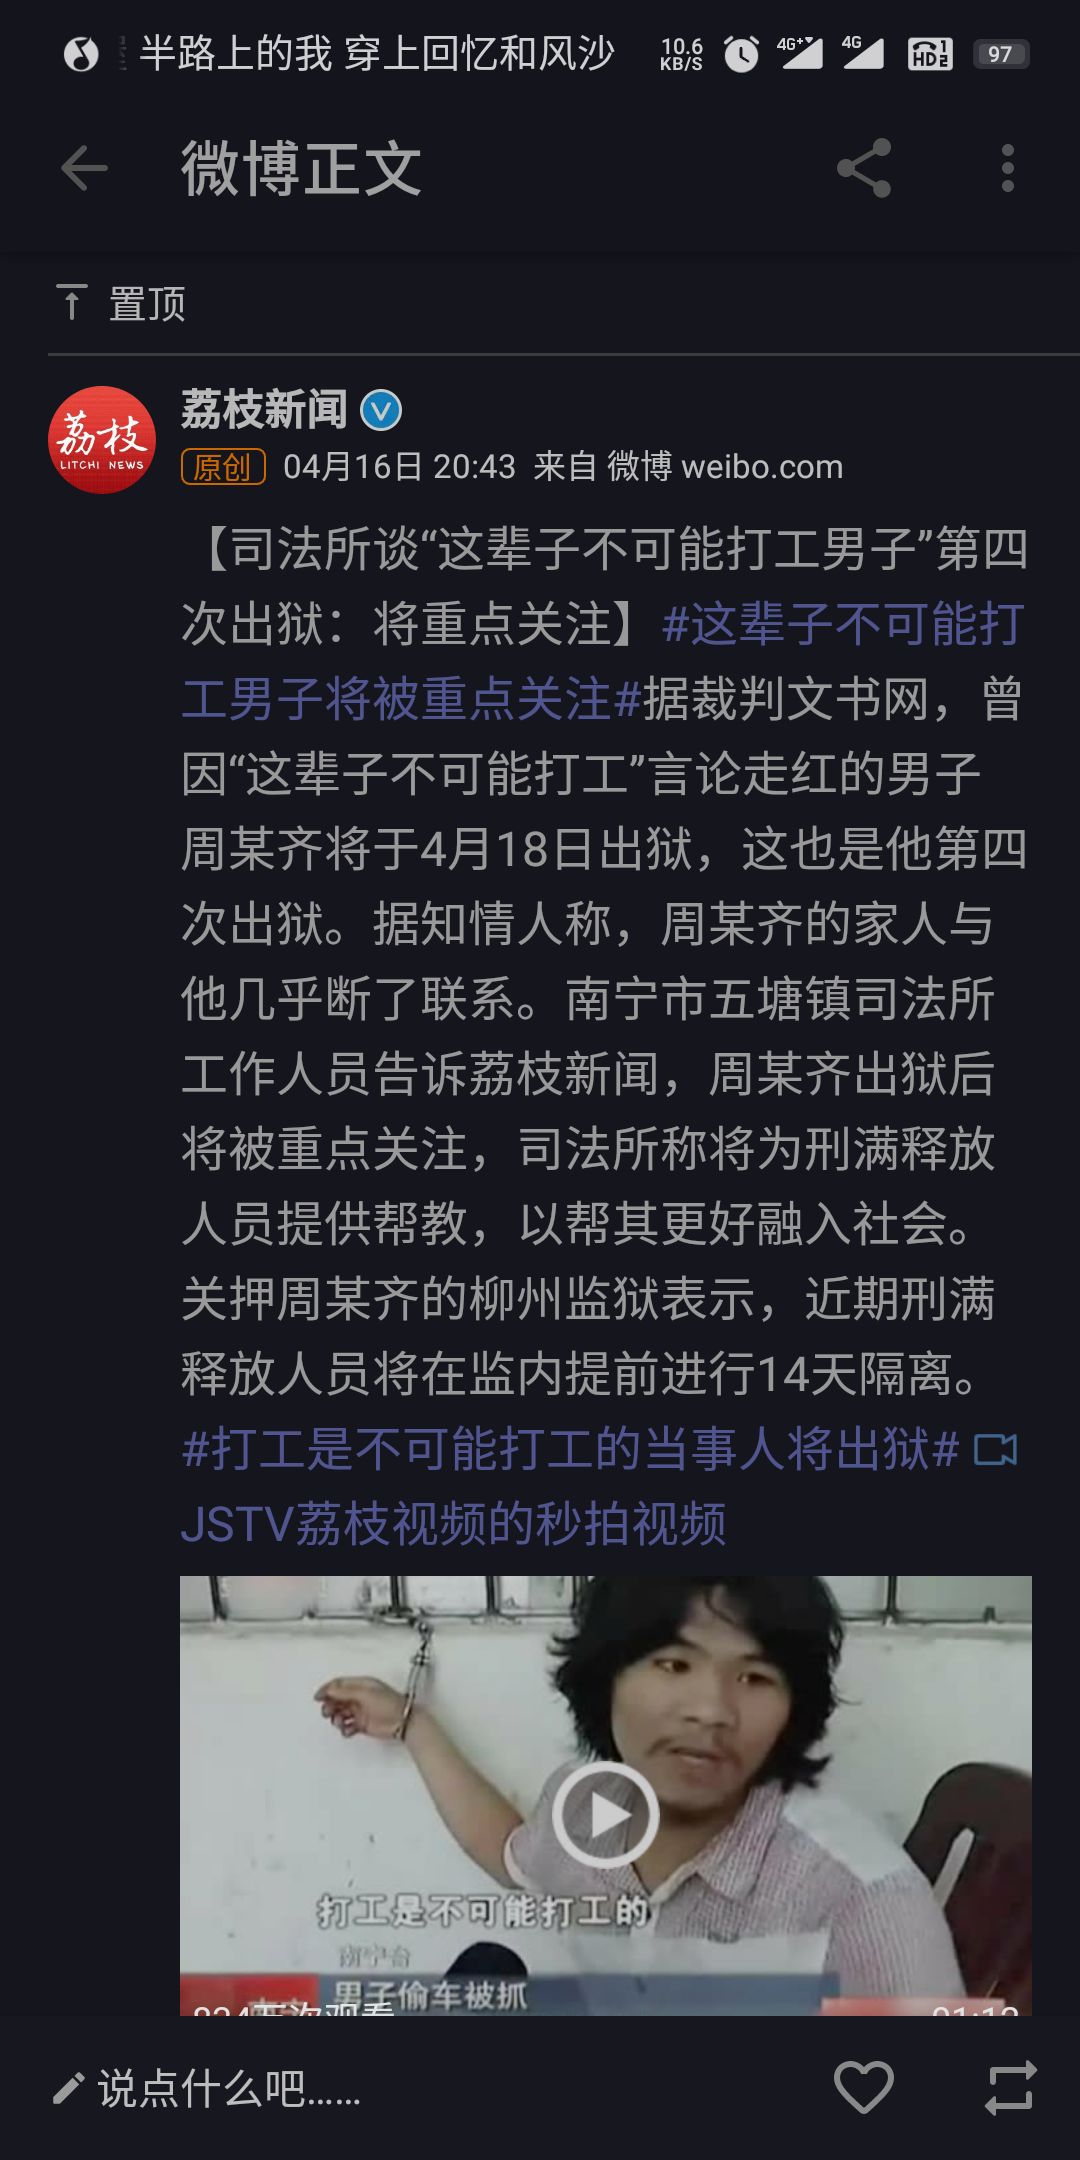 半路上的我 穿上回忆和风沙
10.6 KB/S 4G+ 4G HD 1 2 97
微博正文
置顶
荔枝 LITCHI NEWS
荔枝新闻
原创 04月16日 20:43 来自 微博 weibo.com
【司法所谈“这辈子不可能打工男子”第四
次出狱：将重点关注】#这辈子不可能打
工男子将被重点关注#据裁判文书网，曾
因“这辈子不可能打工”言论走红的男子
周某齐将于4月18日出狱，这也是他第四
次出狱。据知情人称，周某齐的家人与
他几乎断了联系。南宁市五塘镇司法所
工作人员告诉荔枝新闻，周某齐出狱后
将被重点关注，司法所称将为刑满释放
人员提供帮教，以帮其更好融入社会。
关押周某齐的柳州监狱表示，近期刑满
释放人员将在监内提前进行14天隔离。
#打工是不可能打工的当事人将出狱#
JSTV荔枝视频的秒拍视频
打工是不可能打工的
南宁台
男子偷车被抓
说点什么吧……